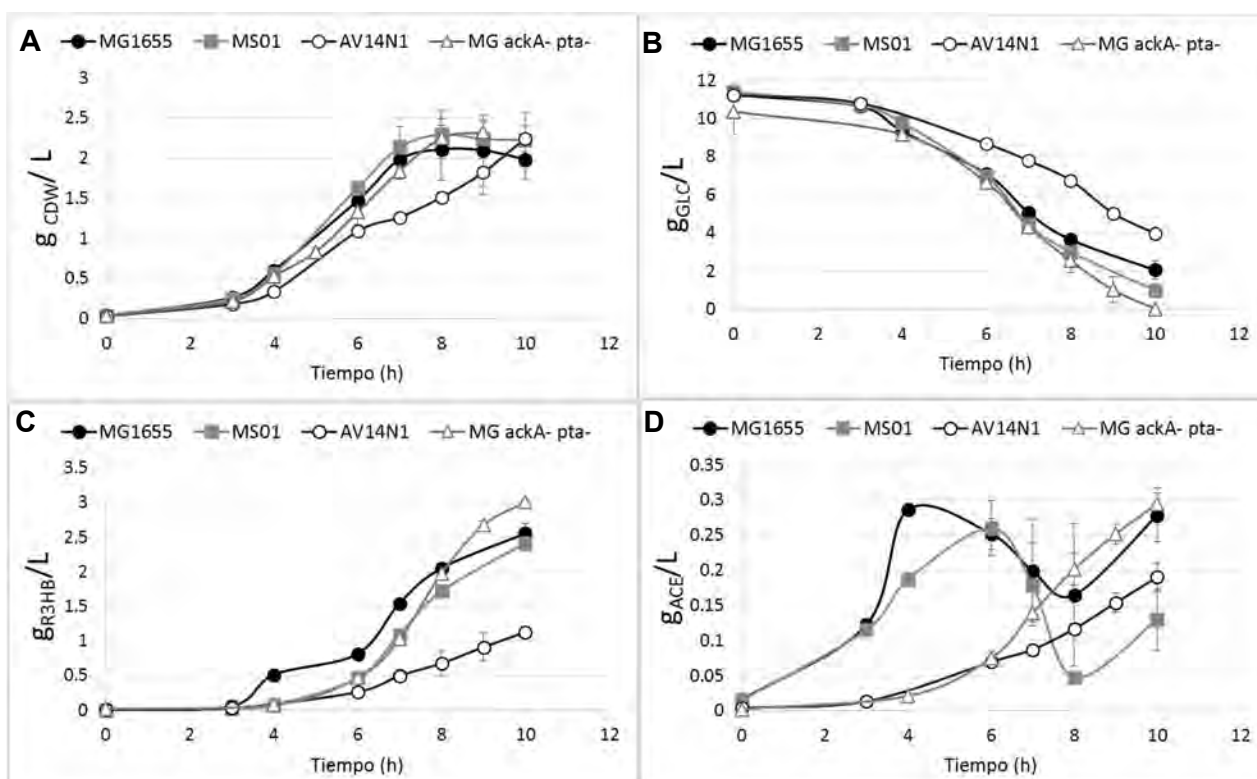 A
MG1655 MS01 AV14N1 MG ackA- pta-
3
2.5
2
1.5
1
0.5
0
0 2 4 6 8 10 12
g CDW/ L
Tiempo (h)
B
MG1655 MS01 AV14N1 MG ackA- pta-
12
10
8
6
4
2
0
0 2 4 6 8 10 12
gGLC/L
Tiempo (h)
C
MG1655 MS01 AV14N1 MG ackA- pta-
3.5
3
2.5
2
1.5
1
0.5
0
0 2 4 6 8 10 12
gR3HB/L
Tiempo (h)
D
MG1655 MS01 AV14N1 MG ackA- pta-
0.35
0.3
0.25
0.2
0.15
0.1
0.05
0
0 2 4 6 8 10 12
gACE/L
Tiempo (h)